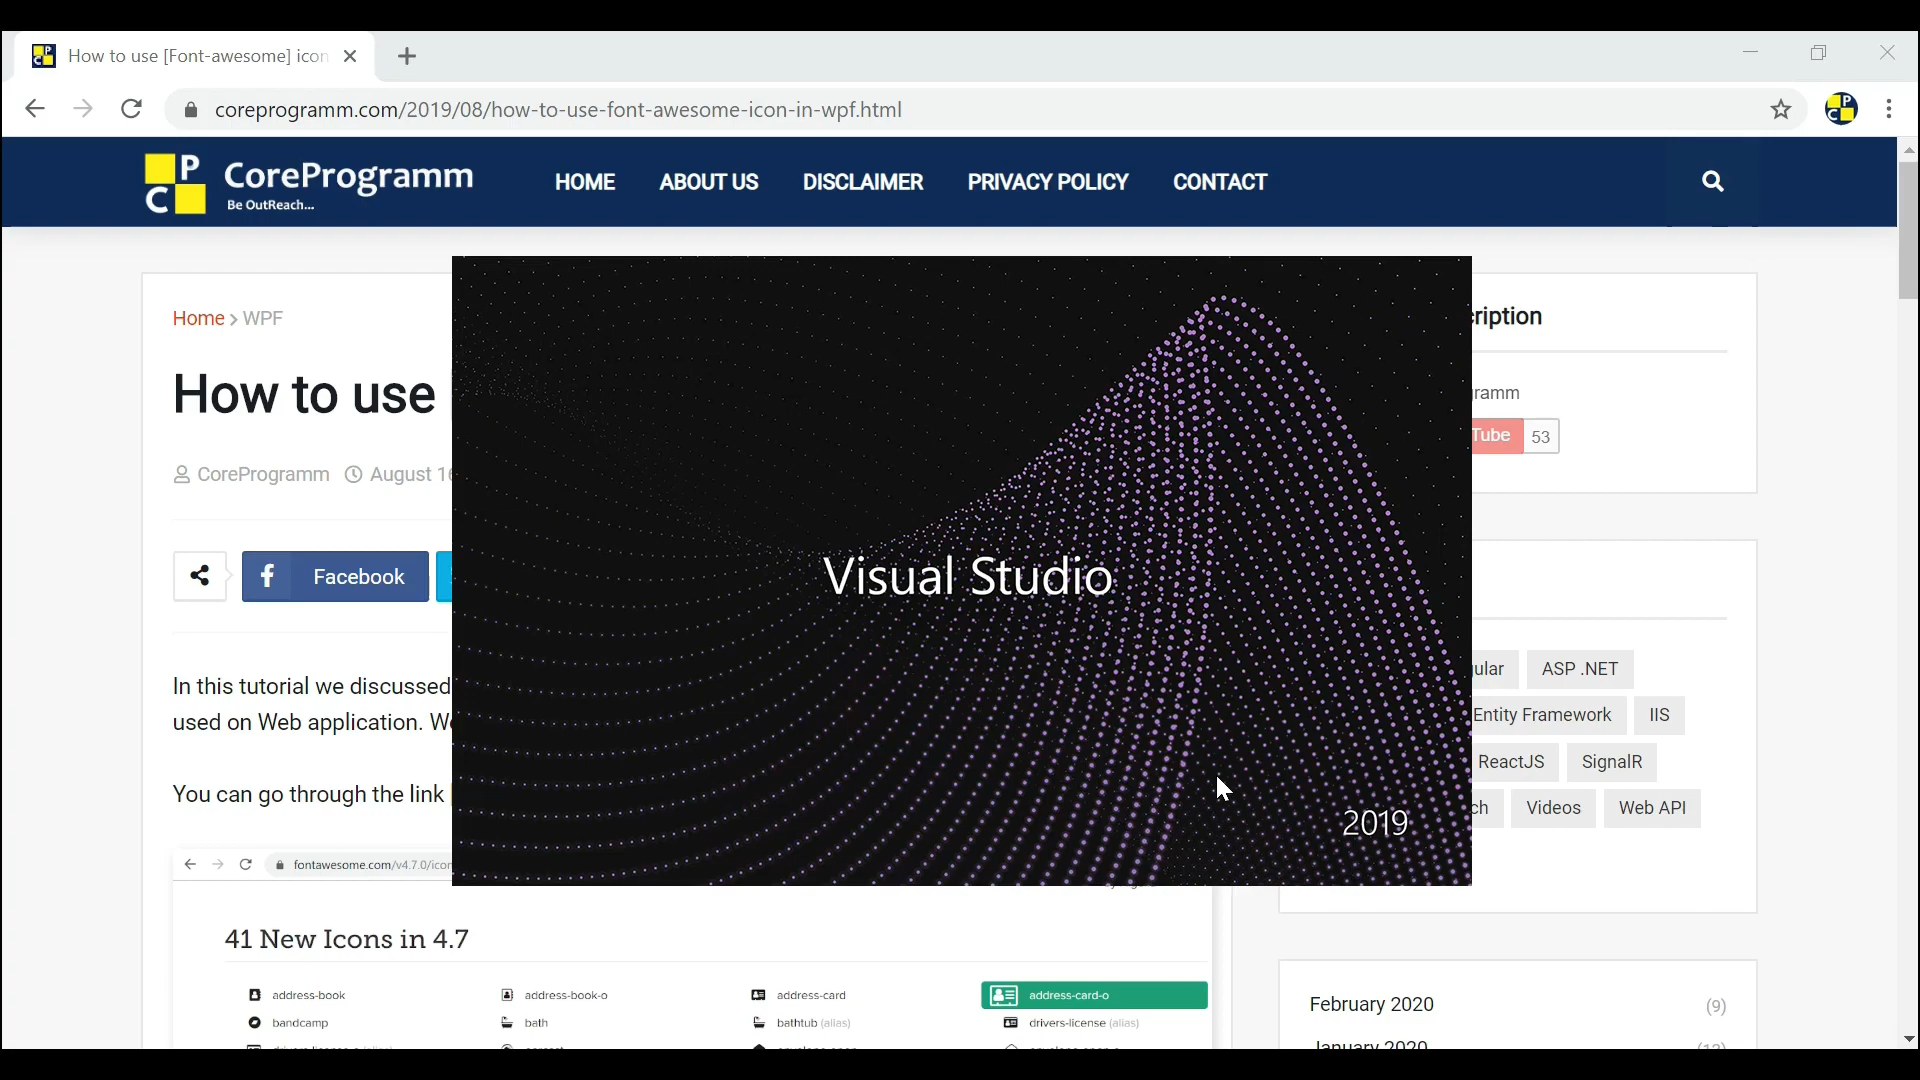 How to use [Font-awesome] icon
coreprogramm.com/2019/08/how-to-use-font-awesome-icon-in-wpf.html
P
C
CoreProgramm
Be OutReach...
HOME
ABOUT US
DISCLAIMER
PRIVACY POLICY
CONTACT
Home > WPF
How to use
CoreProgramm
August 16
Facebook
In this tutorial we discussed
used on Web application.
You can go through the link
fontawesome.com/v4.7.0/icon
41 New Icons in 4.7
address-book
address-book-o
address-card
address-card-o
bandcamp
bath
bathtub (alias)
drivers-license (alias)
Visual Studio
2019
cription
gramm
Tube
53
ular
ASP .NET
Entity Framework
IIS
ReactJS
SignalR
ch
Videos
Web API
February 2020
(9)
January 2020